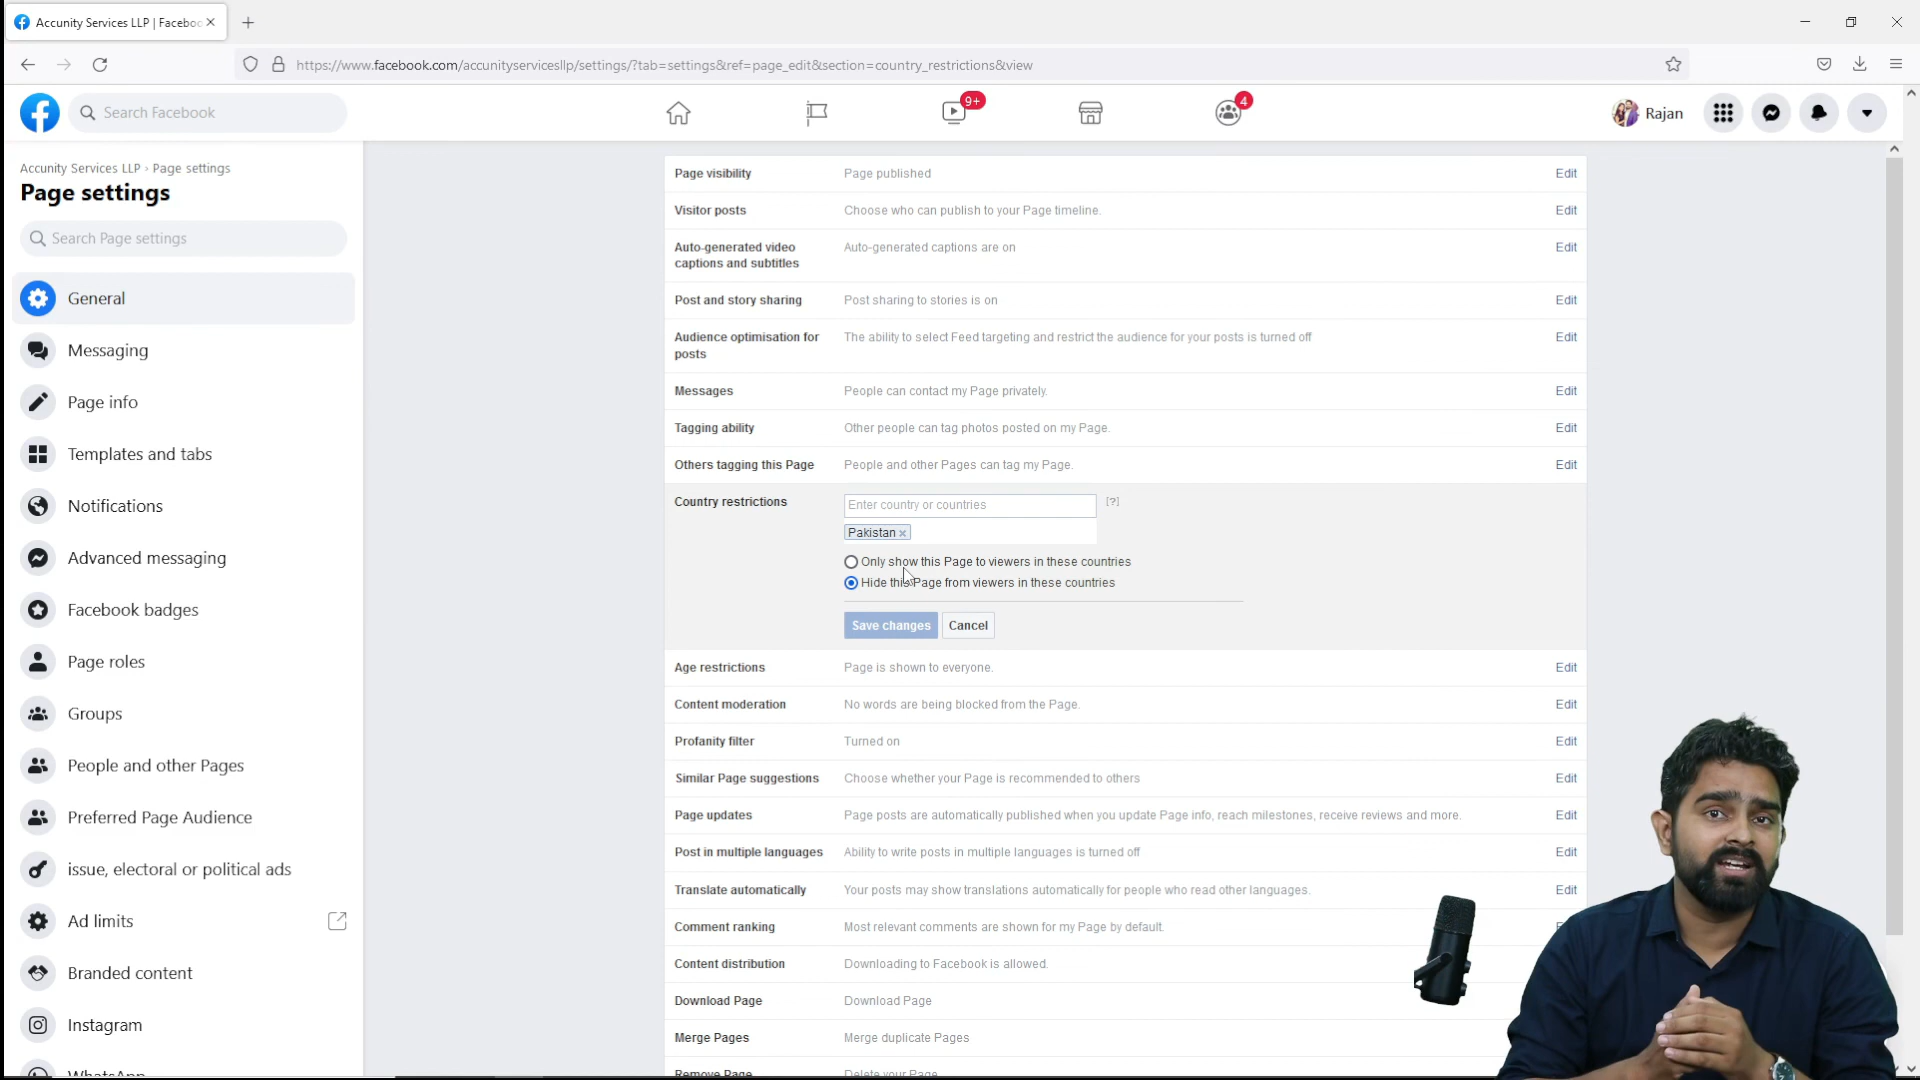 Accunity Services LLP | Faceboo
https://www.facebook.com/accunityservicesllp/settings/?tab=settings&ref=page_edit&section=country_restrictions&view
Search Facebook
9+
4
Rajan
Accunity Services LLP › Page settings
Page settings
Search Page settings
General
Messaging
Page info
Templates and tabs
Notifications
Advanced messaging
Facebook badges
Page roles
Groups
People and other Pages
Preferred Page Audience
issue, electoral or political ads
Ad limits
Branded content
Instagram
WhatsApp
Page visibility Page published Edit
Visitor posts Choose who can publish to your Page timeline. Edit
Auto-generated video Auto-generated captions are on Edit
captions and subtitles
Post and story sharing Post sharing to stories is on Edit
Audience optimisation for The ability to select Feed targeting and restrict the audience for your posts is turned off Edit
posts
Messages People can contact my Page privately. Edit
Tagging ability Other people can tag photos posted on my Page. Edit
Others tagging this Page People and other Pages can tag my Page. Edit
Country restrictions Enter country or countries [?]
Pakistan
Only show this Page to viewers in these countries
Hide this Page from viewers in these countries
Save changes Cancel
Age restrictions Page is shown to everyone. Edit
Content moderation No words are being blocked from the Page. Edit
Profanity filter Turned on Edit
Similar Page suggestions Choose whether your Page is recommended to others Edit
Page updates Page posts are automatically published when you update Page info, reach milestones, receive reviews and more. Edit
Post in multiple languages Ability to write posts in multiple languages is turned off Edit
Translate automatically Your posts may show translations automatically for people who read other languages. Edit
Comment ranking Most relevant comments are shown for my Page by default.
Content distribution Downloading to Facebook is allowed.
Download Page Download Page
Merge Pages Merge duplicate Pages
Remove Page Delete your Page